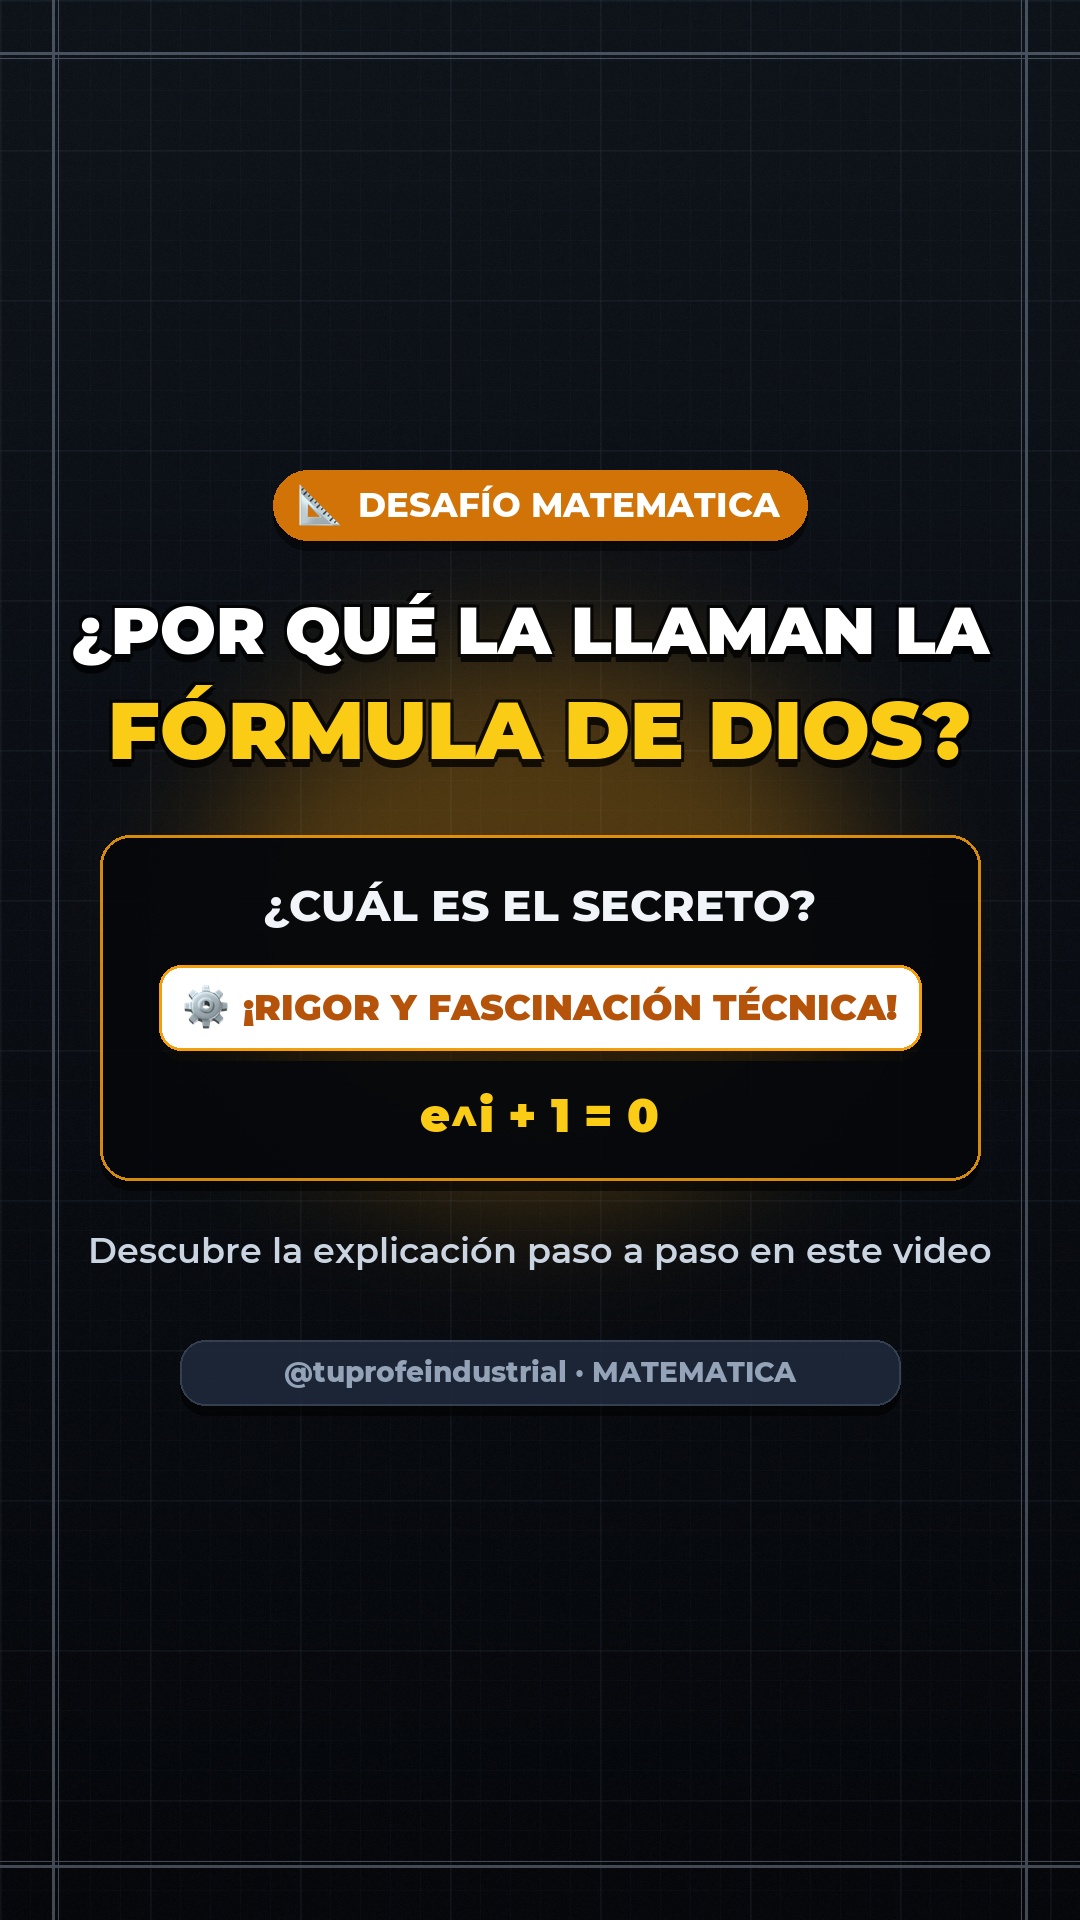 📐 DESAFÍO MATEMATICA
¿POR QUÉ LA LLAMAN LA
FÓRMULA DE DIOS?
¿CUÁL ES EL SECRETO?
⚙️ ¡RIGOR Y FASCINACIÓN TÉCNICA!
e^i + 1 = 0
Descubre la explicación paso a paso en este video
@tuprofeindustrial · MATEMATICA